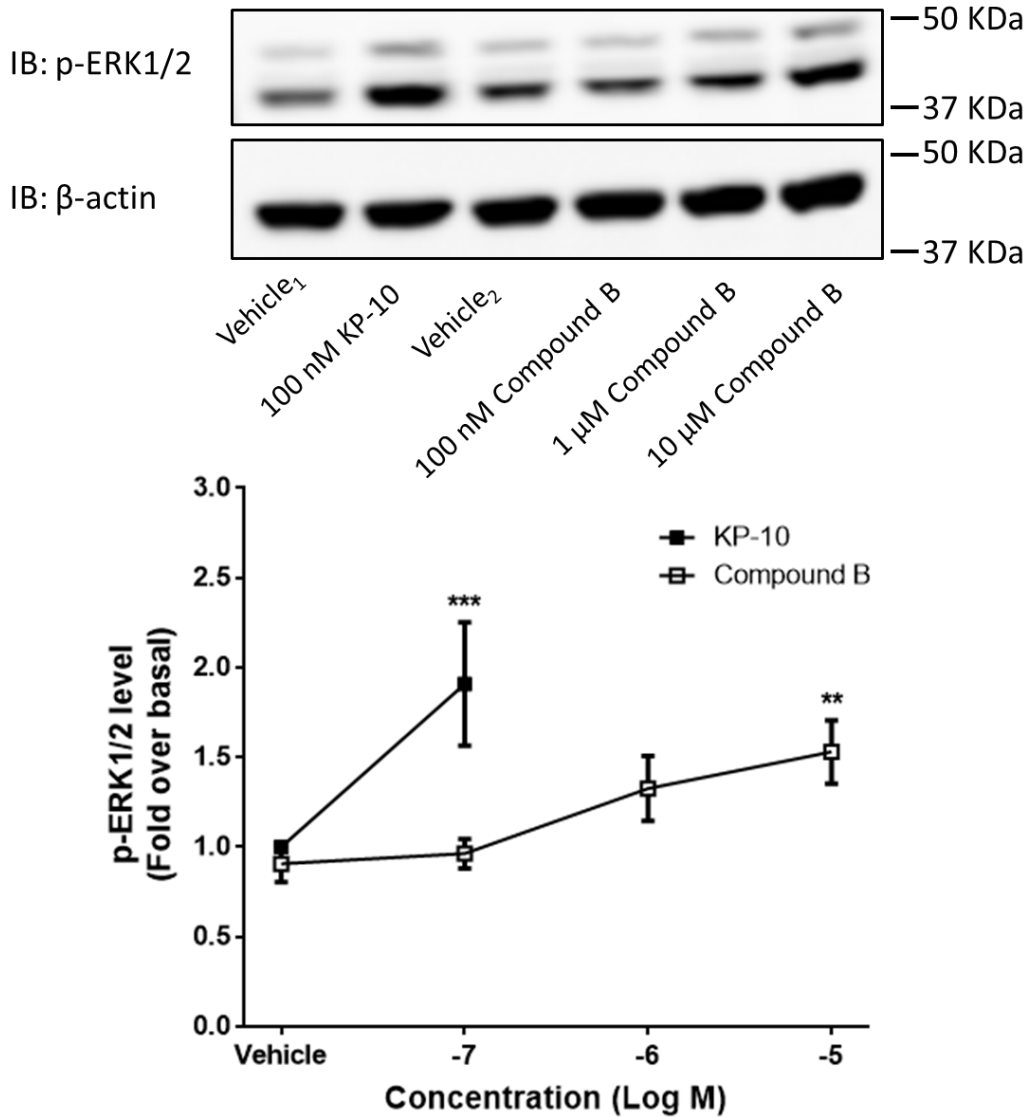 50 KDa
IB: p-ERK1/2
37 KDa
50 KDa
IB: β-actin
37 KDa
Vehicle₁
100 nM KP-10
Vehicle₂
100 nM Compound B
1 µM Compound B
10 µM Compound B
3.0
KP-10
Compound B
2.5
***
2.0
**
1.5
1.0
0.5
0.0
p-ERK1/2 level
(Fold over basal)
Vehicle -7 -6 -5
Concentration (Log M)